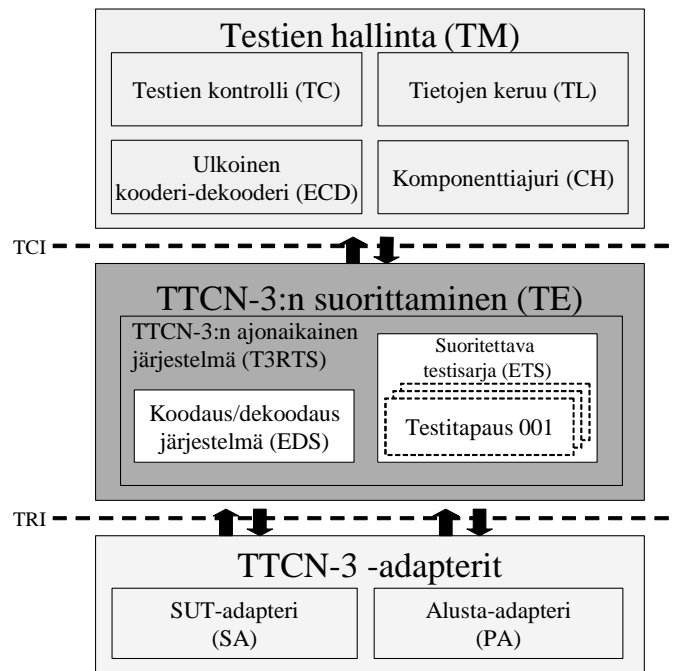 Testien hallinta (TM)
Testien kontrolli (TC)
Tietojen keruu (TL)
Ulkoinen
kooderi-dekooderi (ECD)
Komponenttiajuri (CH)
TCI
TTCN-3:n suorittaminen (TE)
TTCN-3:n ajonaikainen
järjestelmä (T3RTS)
Koodaus/dekoodaus
järjestelmä (EDS)
Suoritettava
testisarja (ETS)
Testitapaus 001
TRI
TTCN-3 -adapterit
SUT-adapteri
(SA)
Alusta-adapteri
(PA)